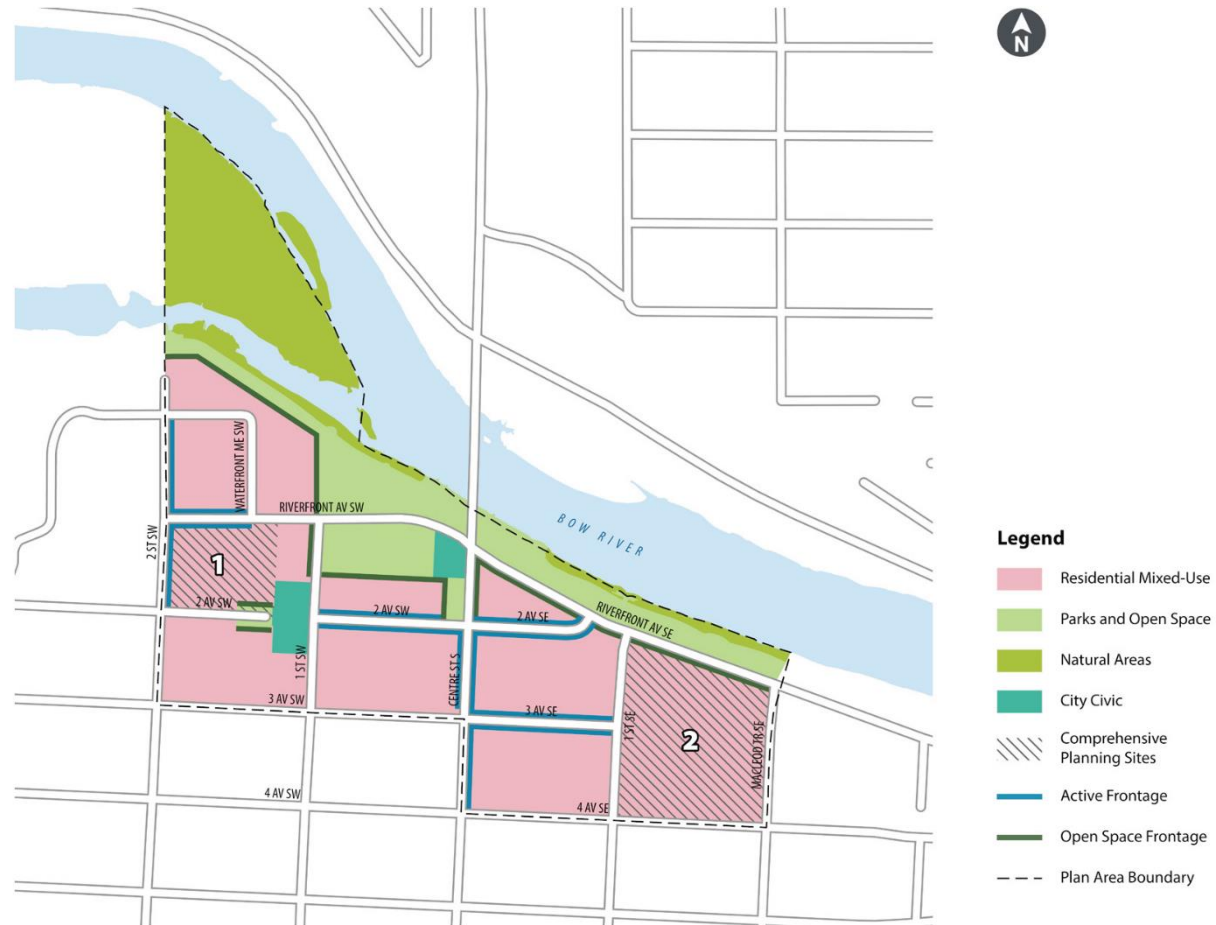 N
WATERFRONT ME SW
RIVERFRONT AV SW
BOW RIVER
2 ST SW
1
2 AV SW
2 AV SW
2 AV SE
RIVERFRONT AV SE
1 ST SW
CENTRE ST S
3 AV SW
3 AV SE
1 ST SE
2
MACLEOD TR SE
4 AV SW
4 AV SE
Legend
Residential Mixed-Use
Parks and Open Space
Natural Areas
City Civic
Comprehensive
Planning Sites
Active Frontage
Open Space Frontage
Plan Area Boundary